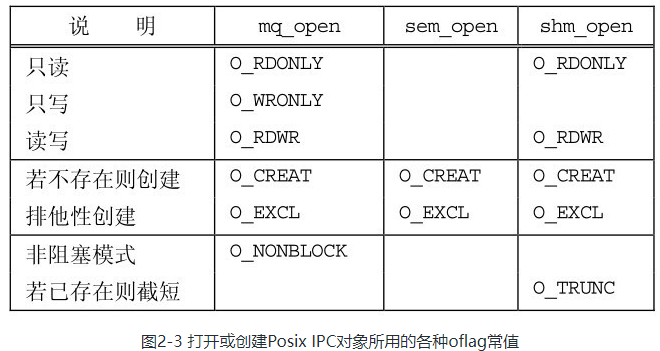 说 明 mq_open sem_open shm_open
只读 O_RDONLY O_RDONLY
只写 O_WRONLY
读写 O_RDWR O_RDWR
若不存在则创建 O_CREAT O_CREAT O_CREAT
排他性创建 O_EXCL O_EXCL O_EXCL
非阻塞模式 O_NONBLOCK
若已存在则截短 O_TRUNC
图2-3 打开或创建Posix IPC对象所用的各种oflag常值